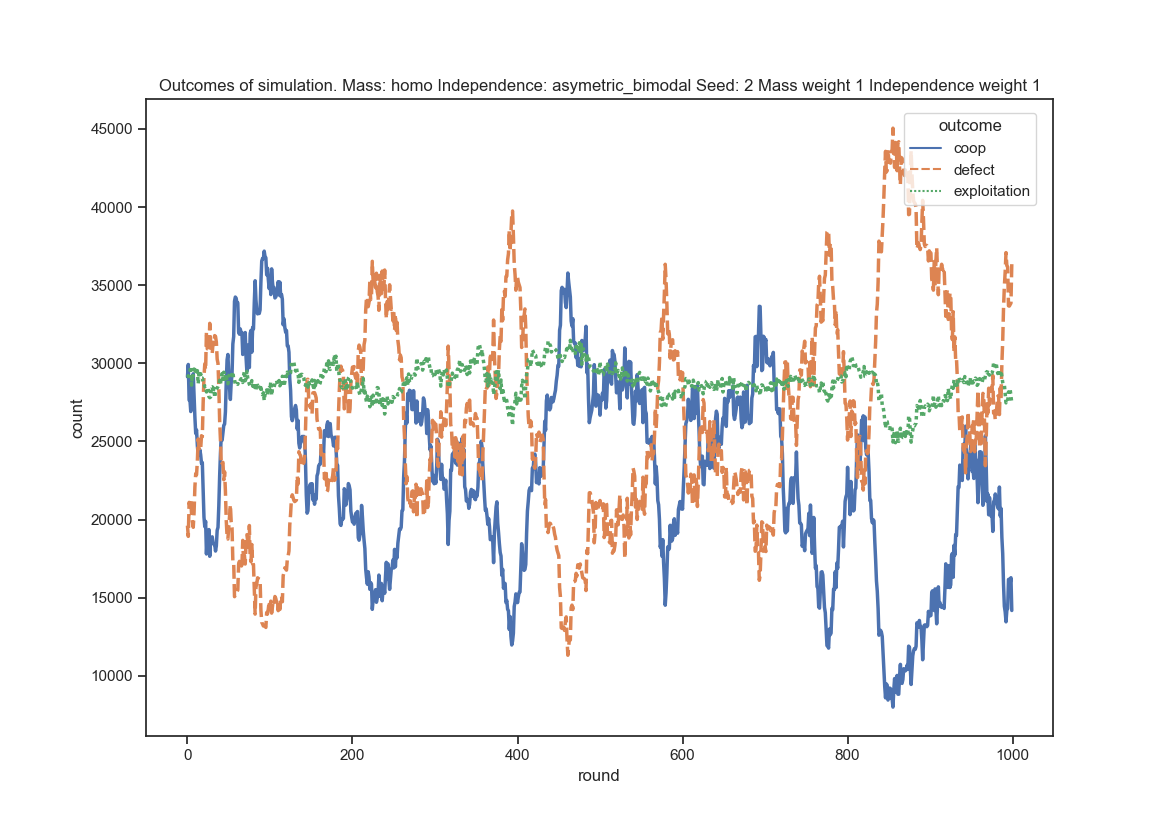 Outcomes of simulation. Mass: homo Independence: asymetric_bimodal Seed: 2 Mass weight 1 Independence weight 1
outcome
coop
defect
exploitation
45000
40000
35000
30000
25000
20000
15000
10000
count
0 200 400 600 800 1000
round